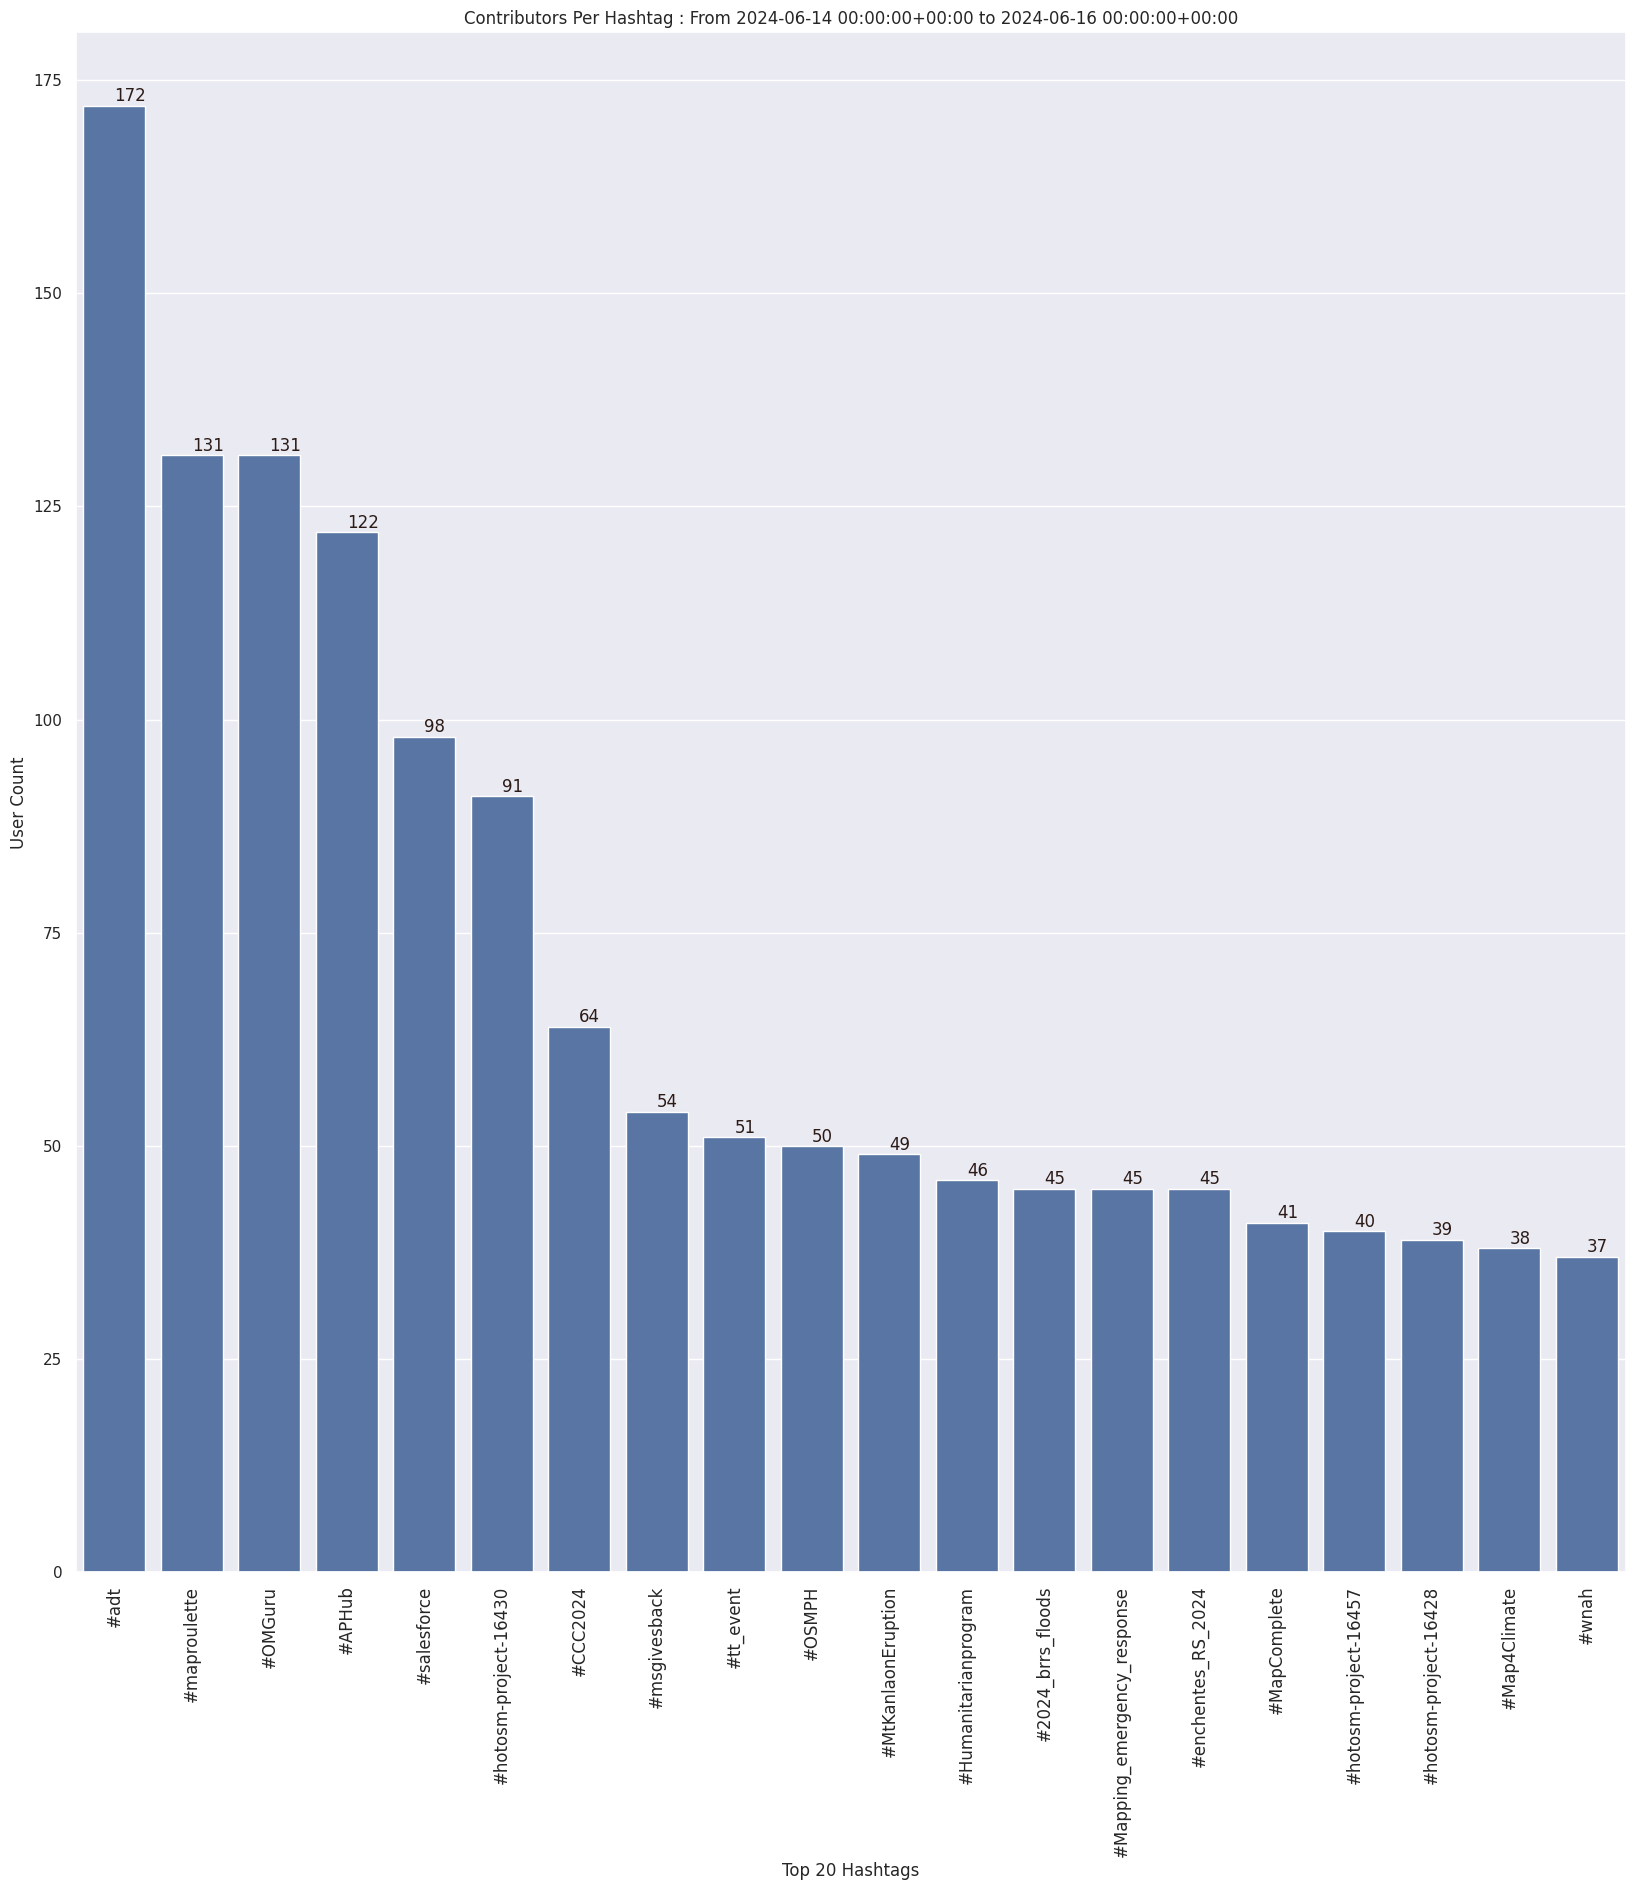 Contributors Per Hashtag : From 2024-06-14 00:00:00+00:00 to 2024-06-16 00:00:00+00:00
User Count
175
150
125
100
75
50
25
0
172
131
131
122
98
91
64
54
51
50
49
46
45
45
45
41
40
39
38
37
#adt
#maproulette
#OMGuru
#APHub
#salesforce
#hotosm-project-16430
#CCC2024
#msgivesback
#tt_event
#OSMPH
#MtKanlaonEruption
#Humanitarianprogram
#2024_brrs_floods
#Mapping_emergency_response
#enchentes_RS_2024
#MapComplete
#hotosm-project-16457
#hotosm-project-16428
#Map4Climate
#wnah
Top 20 Hashtags